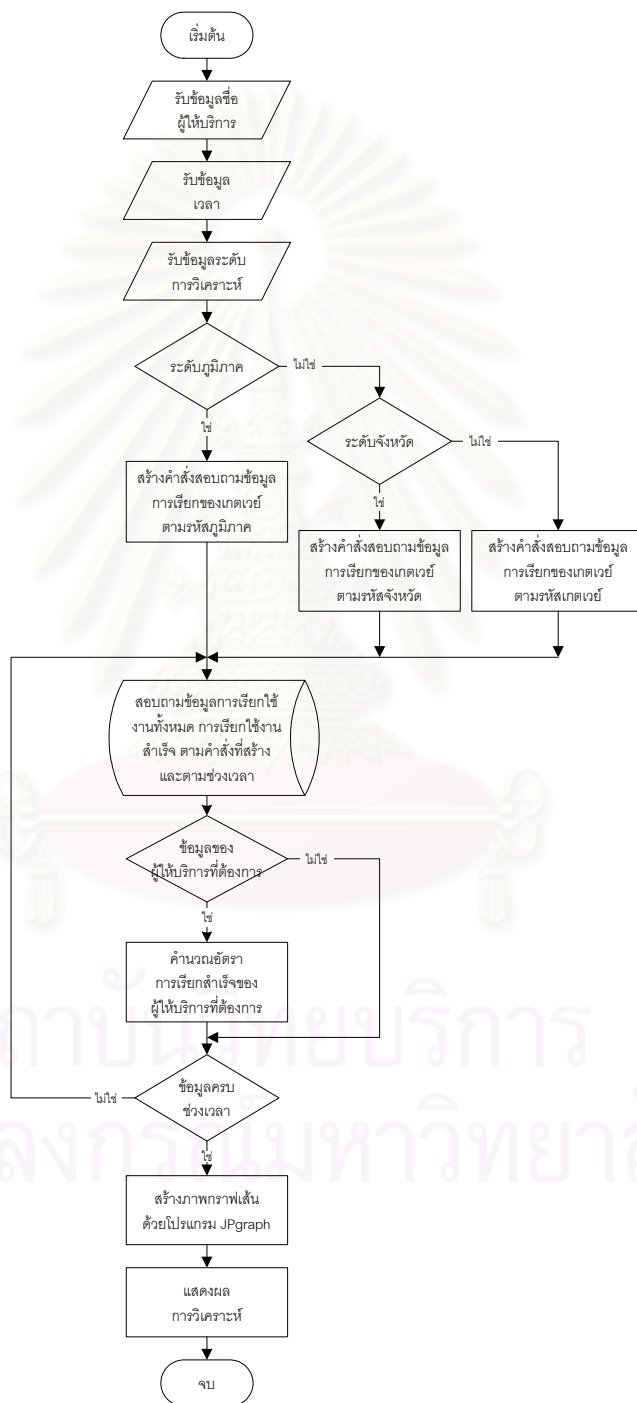 เริ่มต้น
รับข้อมูลชื่อ
ผู้ให้บริการ
รับข้อมูล
เวลา
รับข้อมูลระดับ
การวิเคราะห์
ระดับภูมิภาค
ไม่ใช่
ใช่
ระดับจังหวัด
ไม่ใช่
ใช่
สร้างคำสั่งสอบถามข้อมูล
การเรียกของเกตเวย์
ตามรหัสภูมิภาค
สร้างคำสั่งสอบถามข้อมูล
การเรียกของเกตเวย์
ตามรหัสจังหวัด
สร้างคำสั่งสอบถามข้อมูล
การเรียกของเกตเวย์
ตามรหัสเกตเวย์
สอบถามข้อมูลการเรียกใช้
งานทั้งหมด การเรียกใช้งาน
สำเร็จ ตามคำสั่งที่สร้าง
และตามช่วงเวลา
ข้อมูลของ
ผู้ให้บริการที่ต้องการ
ไม่ใช่
ใช่
คำนวณอัตรา
การเรียกสำเร็จของ
ผู้ให้บริการที่ต้องการ
ข้อมูลครบ
ช่วงเวลา
ไม่ใช่
ใช่
สร้างภาพกราฟเส้น
ด้วยโปรแกรม JPgraph
แสดงผล
การวิเคราะห์
จบ